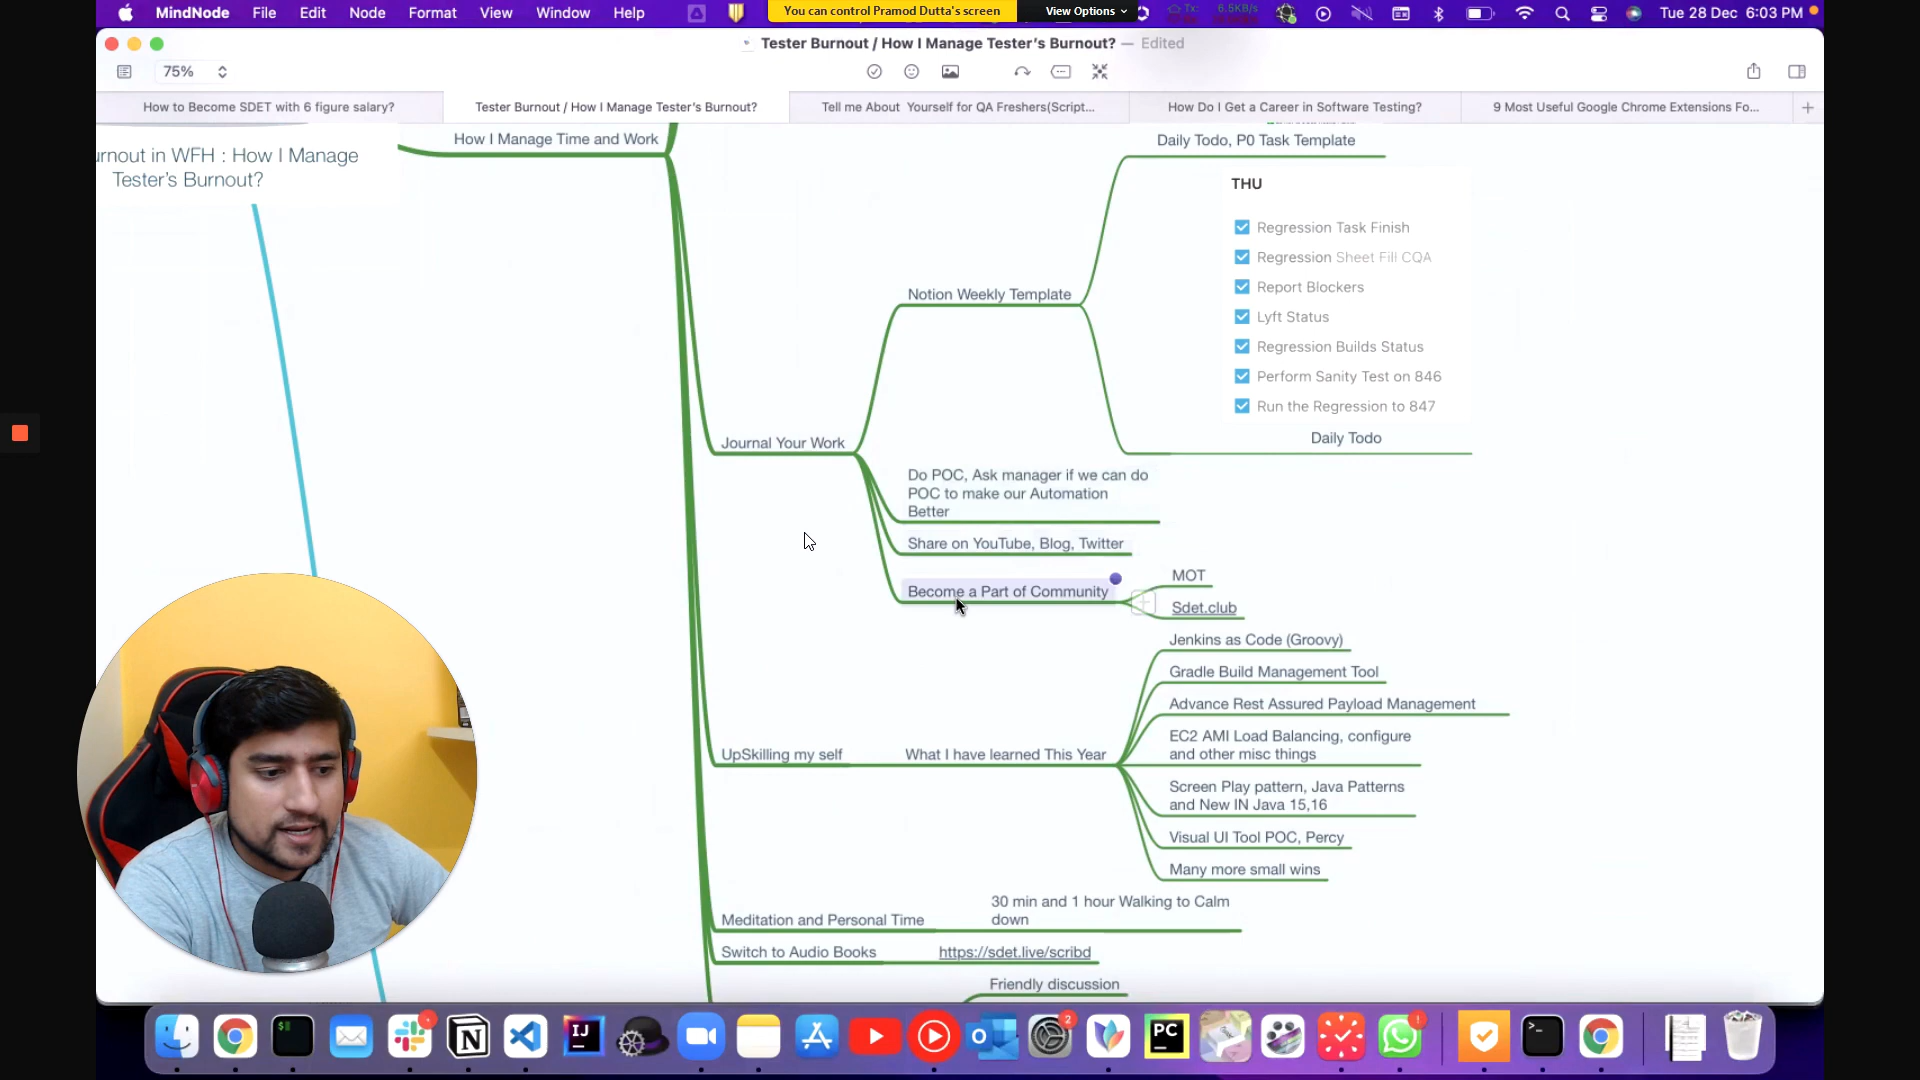 MindNode File Edit Node Format View Window Help
You can control Pramod Dutta's screen View Options
6.5KB/s
Tue 28 Dec 6:03 PM
Tester Burnout / How I Manage Tester's Burnout? — Edited
75%
How to Become SDET with 6 figure salary?
Tester Burnout / How I Manage Tester's Burnout?
Tell me About Yourself for QA Freshers(Script...
How Do I Get a Career in Software Testing?
9 Most Useful Google Chrome Extensions Fo...
urnout in WFH : How I Manage
Tester's Burnout?
How I Manage Time and Work
Daily Todo, P0 Task Template
THU
Regression Task Finish
Regression Sheet Fill CQA
Report Blockers
Lyft Status
Regression Builds Status
Perform Sanity Test on 846
Run the Regression to 847
Daily Todo
Notion Weekly Template
Journal Your Work
Do POC, Ask manager if we can do
POC to make our Automation
Better
Share on YouTube, Blog, Twitter
Become a Part of Community
MOT
Sdet.club
Jenkins as Code (Groovy)
Gradle Build Management Tool
Advance Rest Assured Payload Management
EC2 AMI Load Balancing, configure
and other misc things
UpSkilling my self
What I have learned This Year
Screen Play pattern, Java Patterns
and New IN Java 15,16
Visual UI Tool POC, Percy
Many more small wins
Meditation and Personal Time
30 min and 1 hour Walking to Calm
down
Switch to Audio Books
https://sdet.live/scribd
Friendly discussion
IJ
PC
2